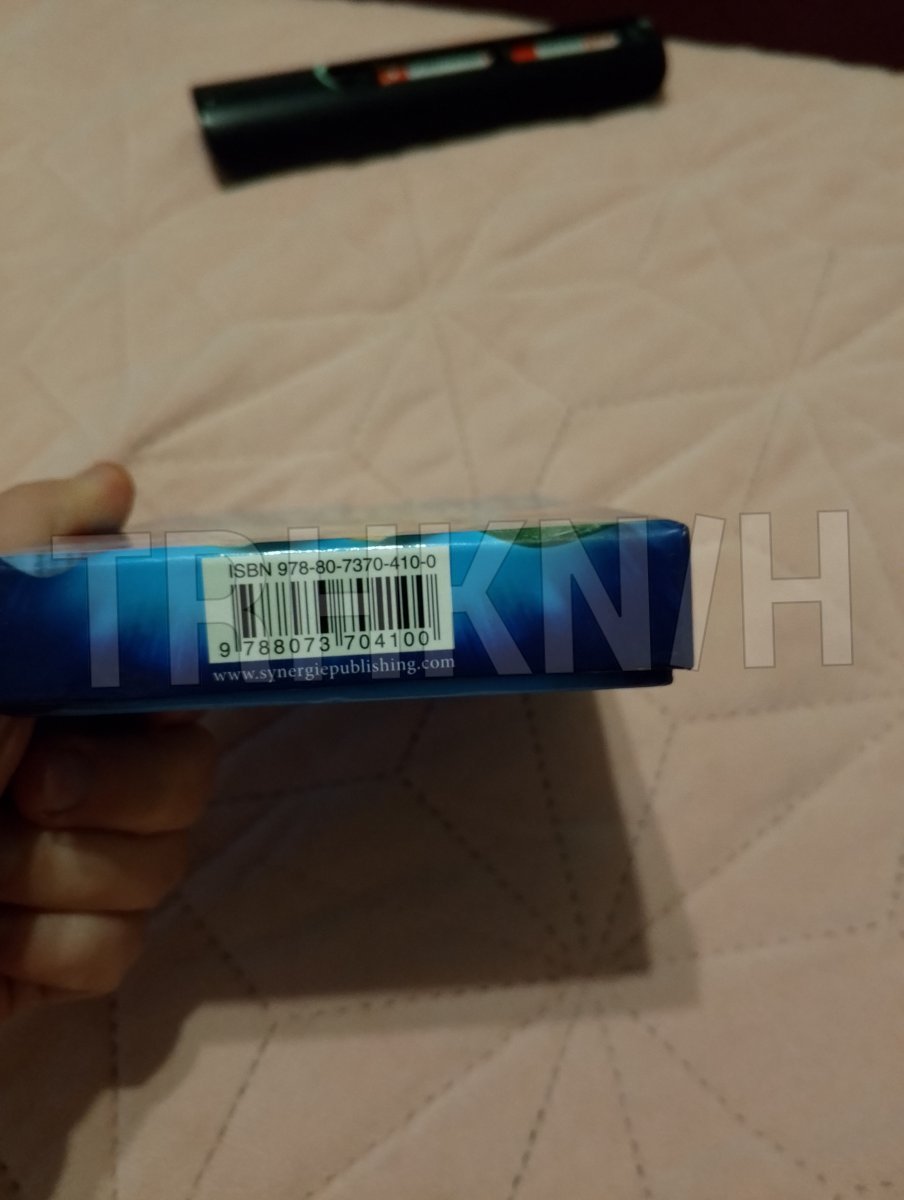 ISBN 978-80-7370-410-0
9 788073 704100
www.synergiepublishing.com
TRHKNIH